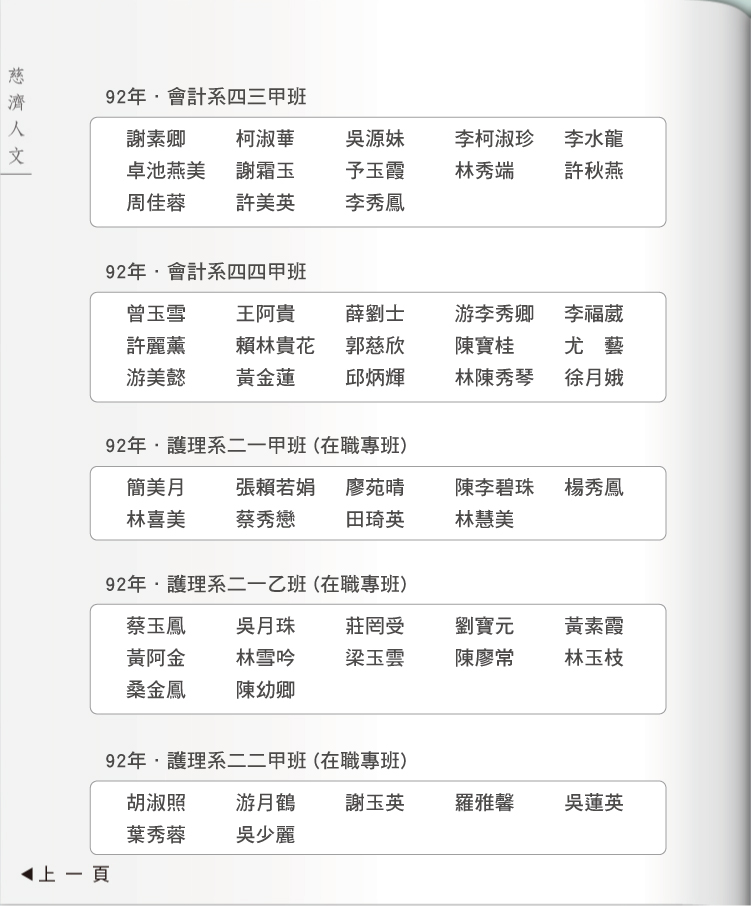 慈濟人文
92年．會計系四三甲班
謝素卿 柯淑華 吳源妹 李柯淑珍 李水龍
卓池燕美 謝霜玉 予玉霞 林秀端 許秋燕
周佳蓉 許美英 李秀鳳
92年．會計系四四甲班
曾玉雪 王阿貴 薛劉士 游李秀卿 李福葳
許麗薰 賴林貴花 郭慈欣 陳寶桂 尤　藝
游美懿 黃金蓮 邱炳輝 林陳秀琴 徐月娥
92年．護理系二一甲班(在職專班)
簡美月 張賴若娟 廖苑晴 陳李碧珠 楊秀鳳
林喜美 蔡秀戀 田琦英 林慧美
92年．護理系二一乙班(在職專班)
蔡玉鳳 吳月珠 莊罔受 劉寶元 黃素霞
黃阿金 林雪吟 梁玉雲 陳廖常 林玉枝
桑金鳳 陳幼卿
92年．護理系二二甲班(在職專班)
胡淑照 游月鶴 謝玉英 羅雅馨 吳蓮英
葉秀蓉 吳少麗
◀上一頁